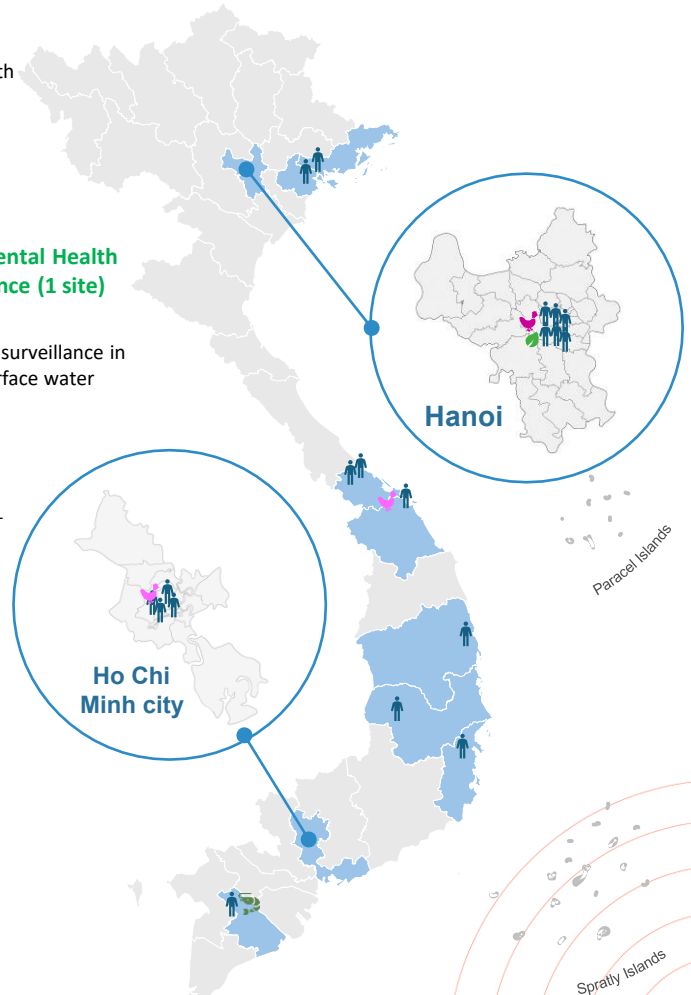 th
ental Health
nce (1 site)
surveillance in
rface water
Hanoi
Paracel Islands
Ho Chi
Minh city
Spratly Islands